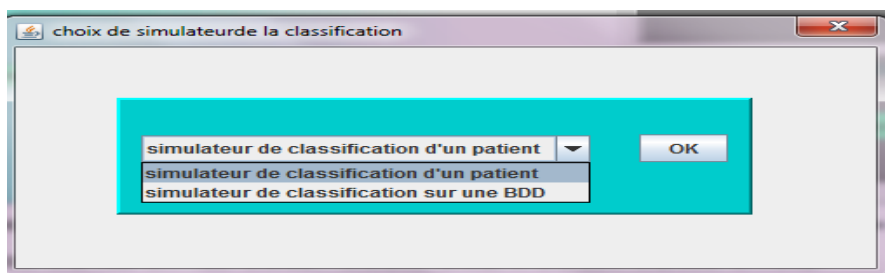 choix de simulateurde la classification
simulateur de classification d'un patient
OK
simulateur de classification d'un patient
simulateur de classification sur une BDD